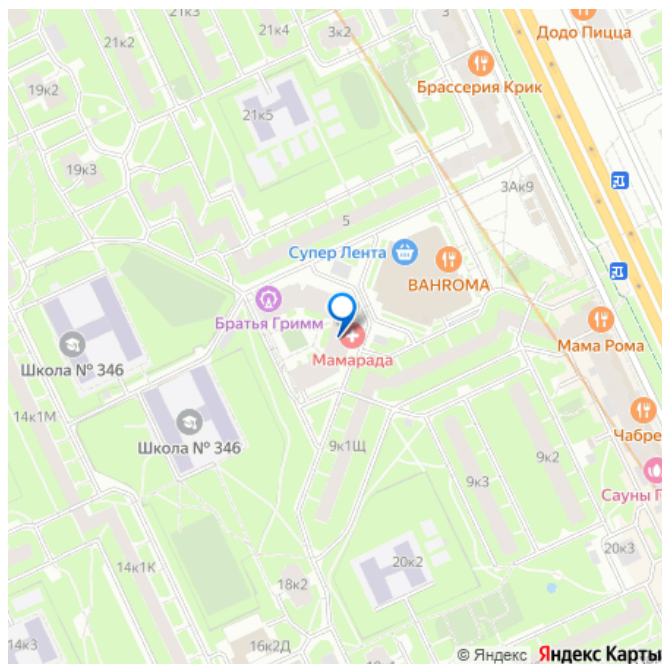 21к3
21к4
21к2
3к2
Додо Пицца
Брассерия Крик
19к2
21к5
19к3
3Ак9
5
Супер Лента
BAHROMA
Братья Гримм
Мамарада
Мама Рома
Школа № 346
14к1М
Школа № 346
9к1Щ
9к2
9к3
Чабре
Сауны Г
20к3
20к2
14к1К
18к2
14к3
16к2Д
© Яндекс Яндекс Карты